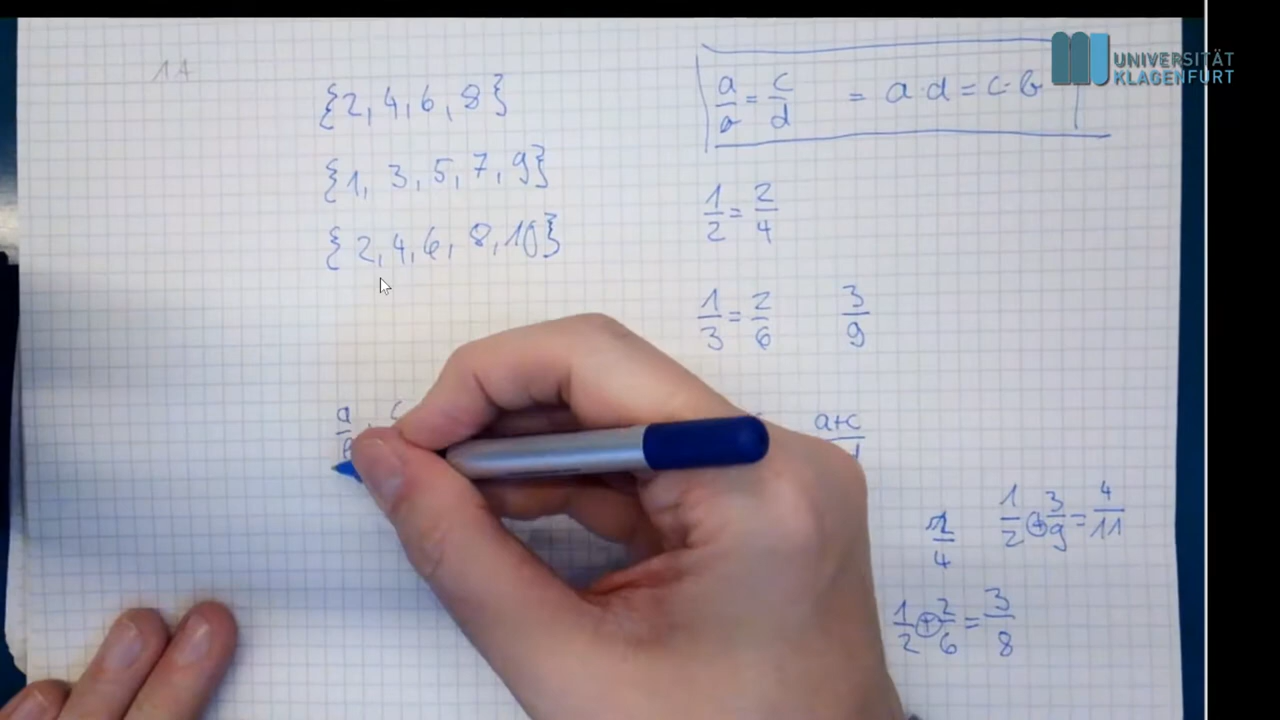 1A
{2, 4, 6, 8}
{1, 3, 5, 7, 9}
{2, 4, 6, 8, 10}
a/b = c/d = a·d = c·b
UNIVERSITÄT
KLAGENFURT
1/2 = 2/4
1/3 = 2/6 3/9
a+c
1/2 ⊕ 3/9 = 4/11
1/2 ⊕ 2/6 = 3/8